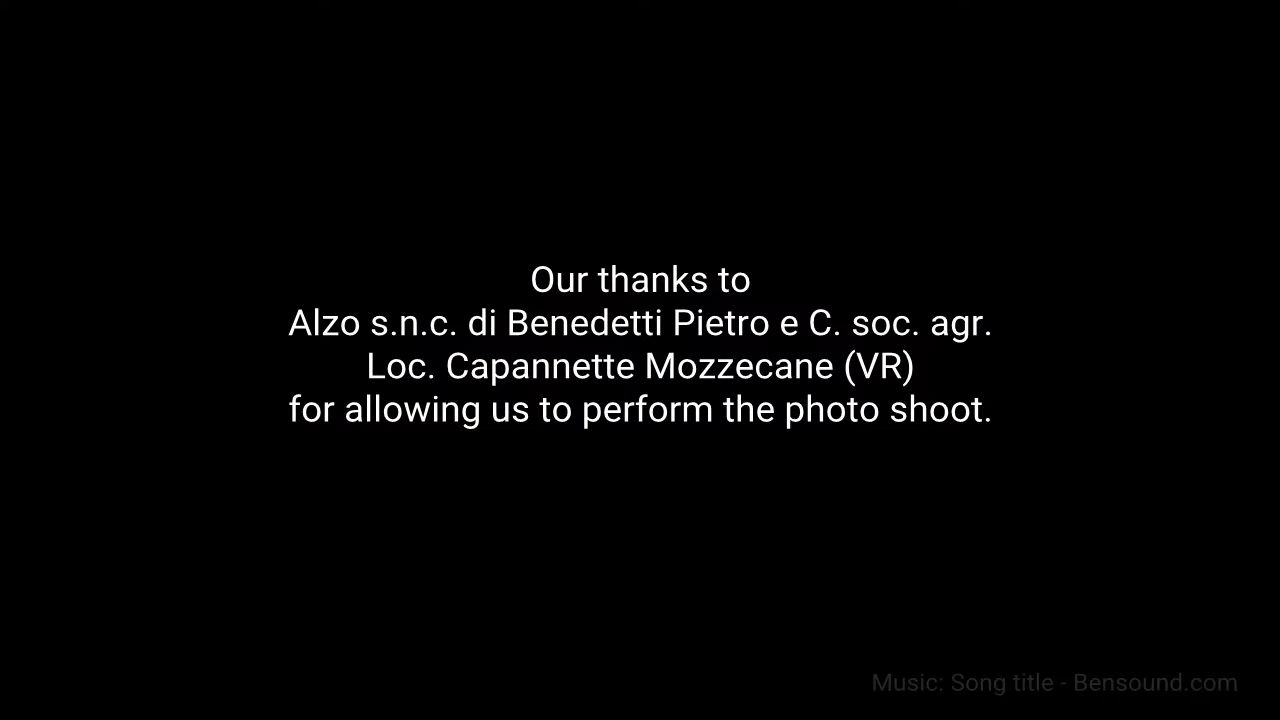 Our thanks to
Alzo s.n.c. di Benedetti Pietro e C. soc. agr.
Loc. Capannette Mozzecane (VR)
for allowing us to perform the photo shoot.
Music: Song title - Bensound.com